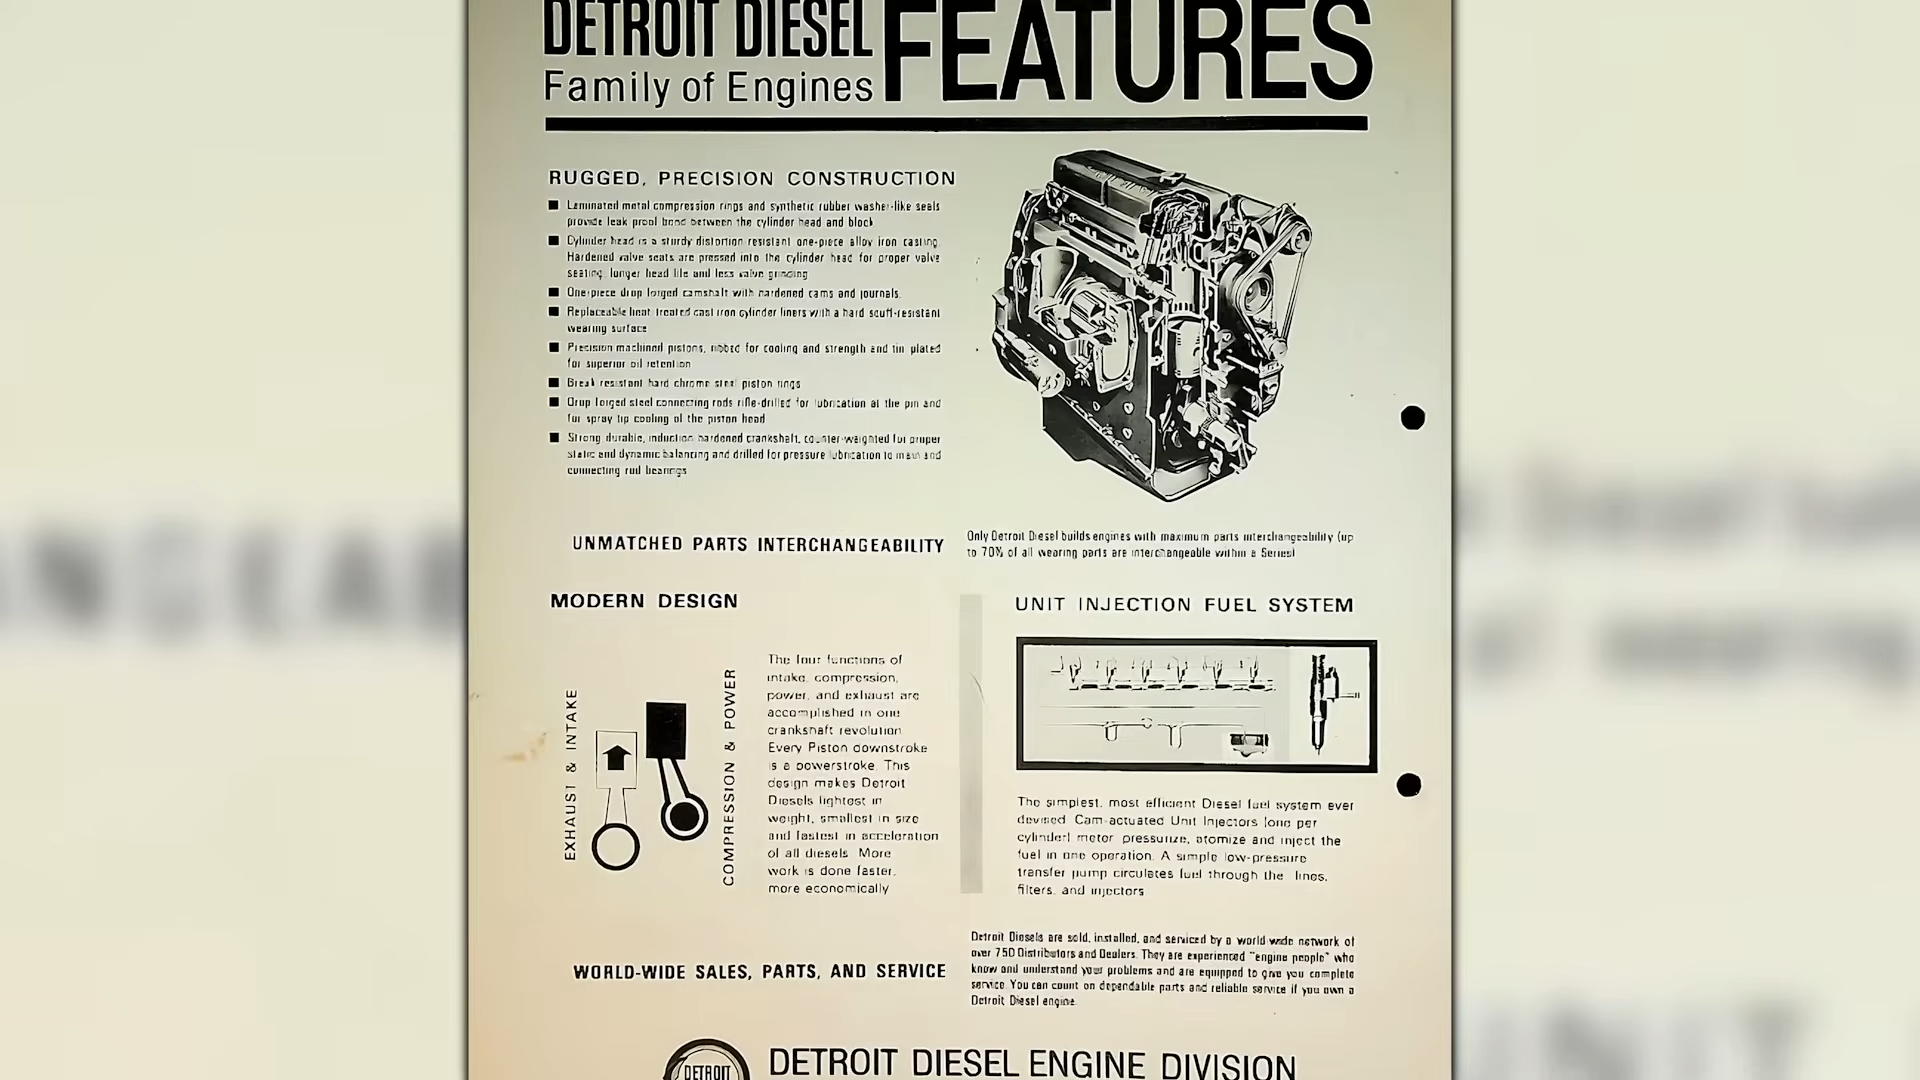 DETROIT DIESEL
Family of Engines
FEATURES
RUGGED, PRECISION CONSTRUCTION
Laminated metal compression rings and synthetic rubber washer-like seals
provide leak proof bond between the cylinder head and block
Cylinder head is a sturdy distortion resistant one-piece alloy iron casting.
Hardened valve seats are pressed into the cylinder head for proper valve
seating, longer head life and less valve grinding
One-piece drop forged camshaft with hardened cams and journals.
Replaceable heat treated cast iron cylinder liners with a hard scuff-resistant
wearing surface
Precision machined pistons, ribbed for cooling and strength and tin plated
for superior oil retention
Break resistant hard chrome steel piston rings
Drop forged steel connecting rods rifle-drilled for lubrication at the pin and
for spray tip cooling of the piston head
Strong durable, induction hardened crankshaft, counter-weighted for proper
static and dynamic balancing and drilled for pressure lubrication to main and
connecting rod bearings
UNMATCHED PARTS INTERCHANGEABILITY
Only Detroit Diesel builds engines with maximum parts interchangeability (up
to 70% of all wearing parts are interchangeable within a Series)
MODERN DESIGN
EXHAUST & INTAKE
COMPRESSION & POWER
The four functions of
intake, compression,
power, and exhaust are
accomplished in one
crankshaft revolution
Every Piston downstroke
is a powerstroke. This
design makes Detroit
Diesels lightest in
weight, smallest in size
and fastest in acceleration
of all diesels. More
work is done faster,
more economically
UNIT INJECTION FUEL SYSTEM
The simplest, most efficient Diesel fuel system ever
devised. Cam-actuated Unit Injectors (one per
cylinder) meter, pressurize, atomize and inject the
fuel in one operation. A simple low-pressure
transfer pump circulates fuel through the lines,
filters, and injectors
WORLD-WIDE SALES, PARTS, AND SERVICE
Detroit Diesels are sold, installed, and serviced by a world wide network of
over 750 Distributors and Dealers. They are experienced "engine people" who
know and understand your problems and are equipped to give you complete
service. You can count on dependable parts and reliable service if you own a
Detroit Diesel engine.
DETROIT
DETROIT DIESEL ENGINE DIVISION